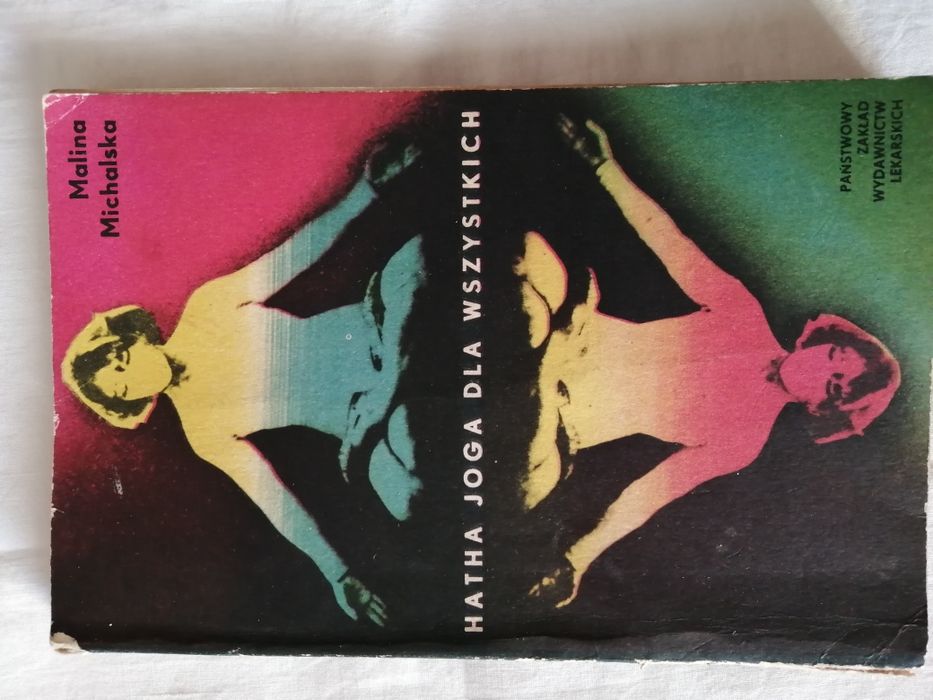 Malina
Michalska
HATHA JOGA DLA WSZYSTKICH
PAŃSTWOWY
ZAKŁAD
WYDAWNICTW
LEKARSKICH